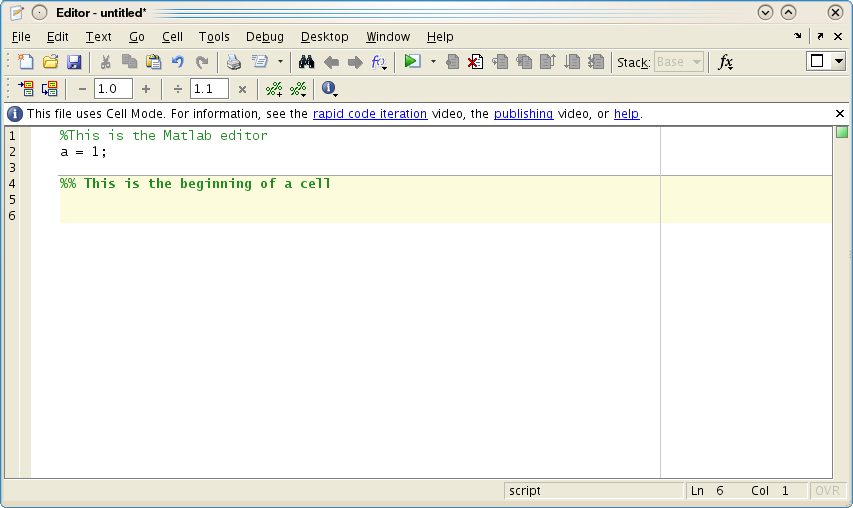 Editor - untitled*
File Edit Text Go Cell Tools Debug Desktop Window Help
Stack: Base fx
− 1.0 + ÷ 1.1 ×
This file uses Cell Mode. For information, see the rapid code iteration video, the publishing video, or help.
1 %This is the Matlab editor
2 a = 1;
3
4 %% This is the beginning of a cell
5
6
script Ln 6 Col 1 OVR